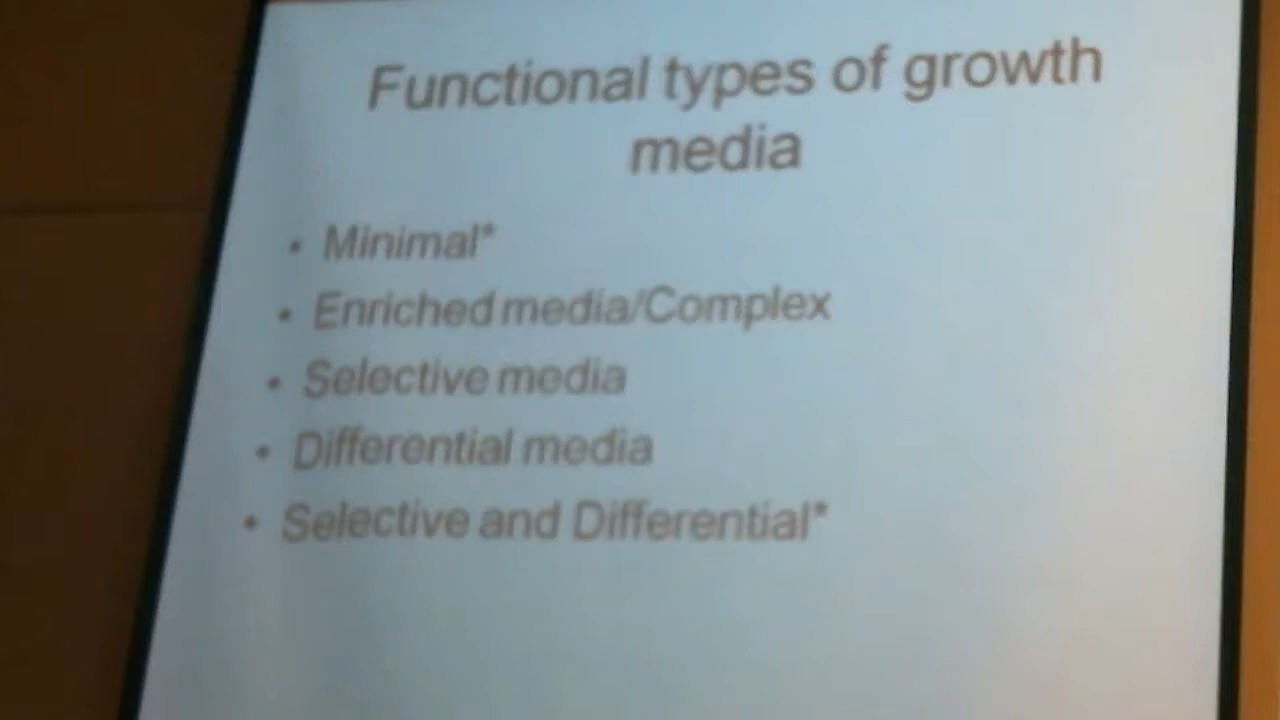 Functional types of growth
media
• Minimal*
• Enriched media/Complex
• Selective media
• Differential media
• Selective and Differential*